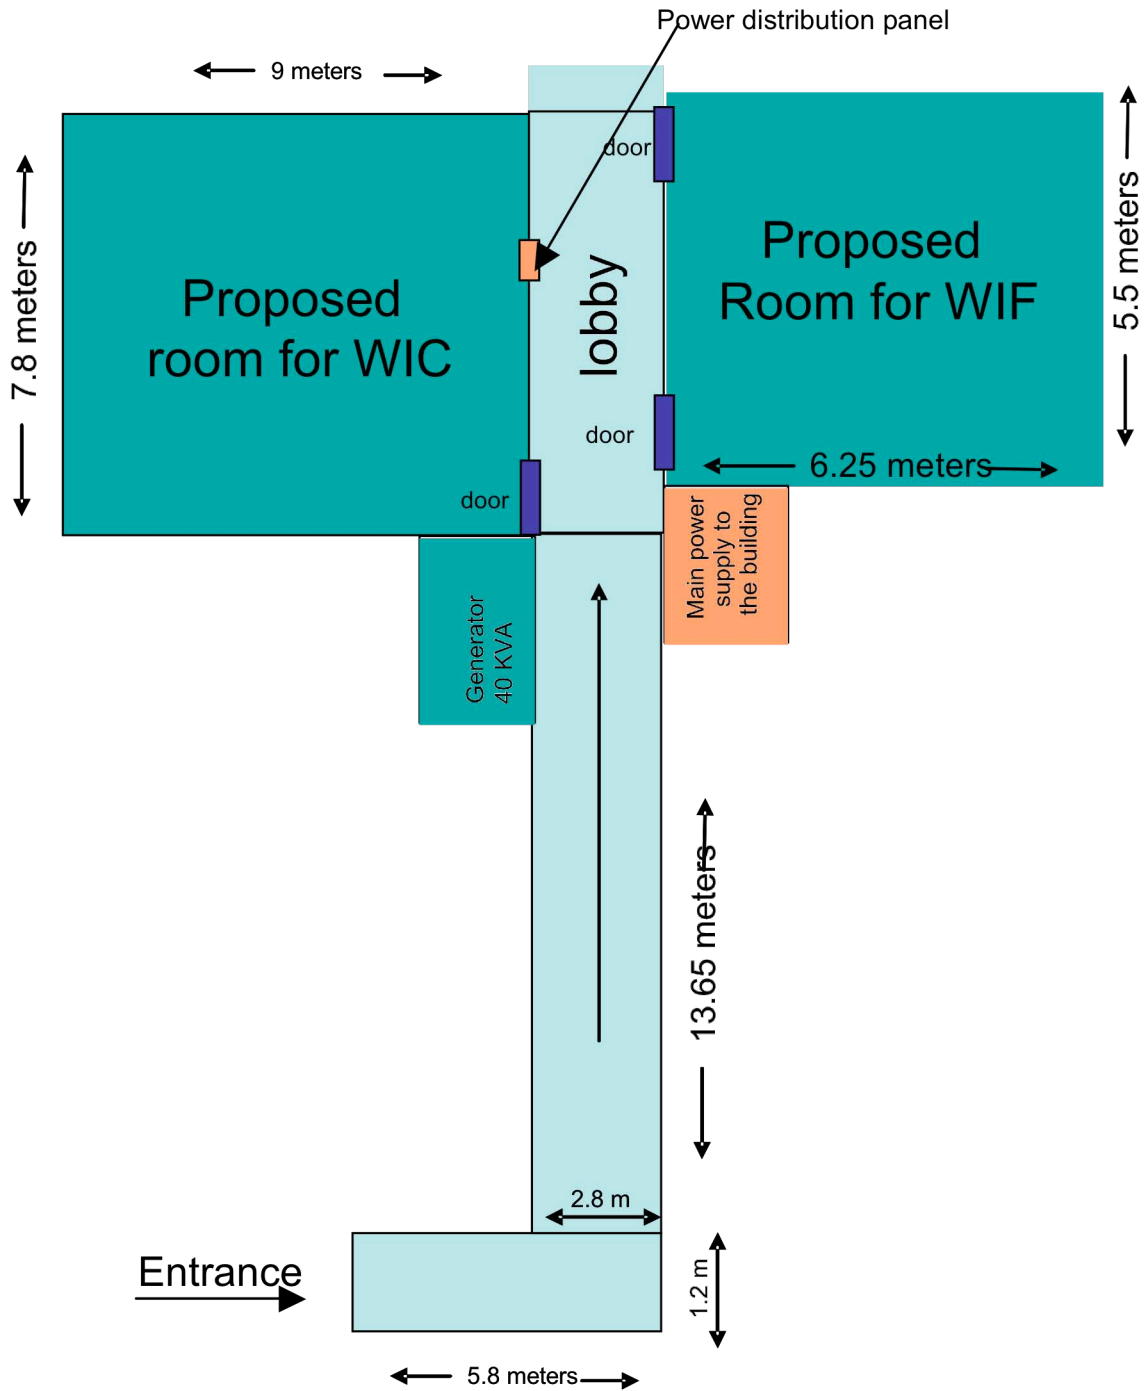 Power distribution panel
9 meters
door
7.8 meters
Proposed
room for WIC
lobby
Proposed
Room for WIF
5.5 meters
door
6.25 meters
door
Main power
supply to
the building
Generator
40 KVA
13.65 meters
2.8 m
Entrance
1.2 m
5.8 meters